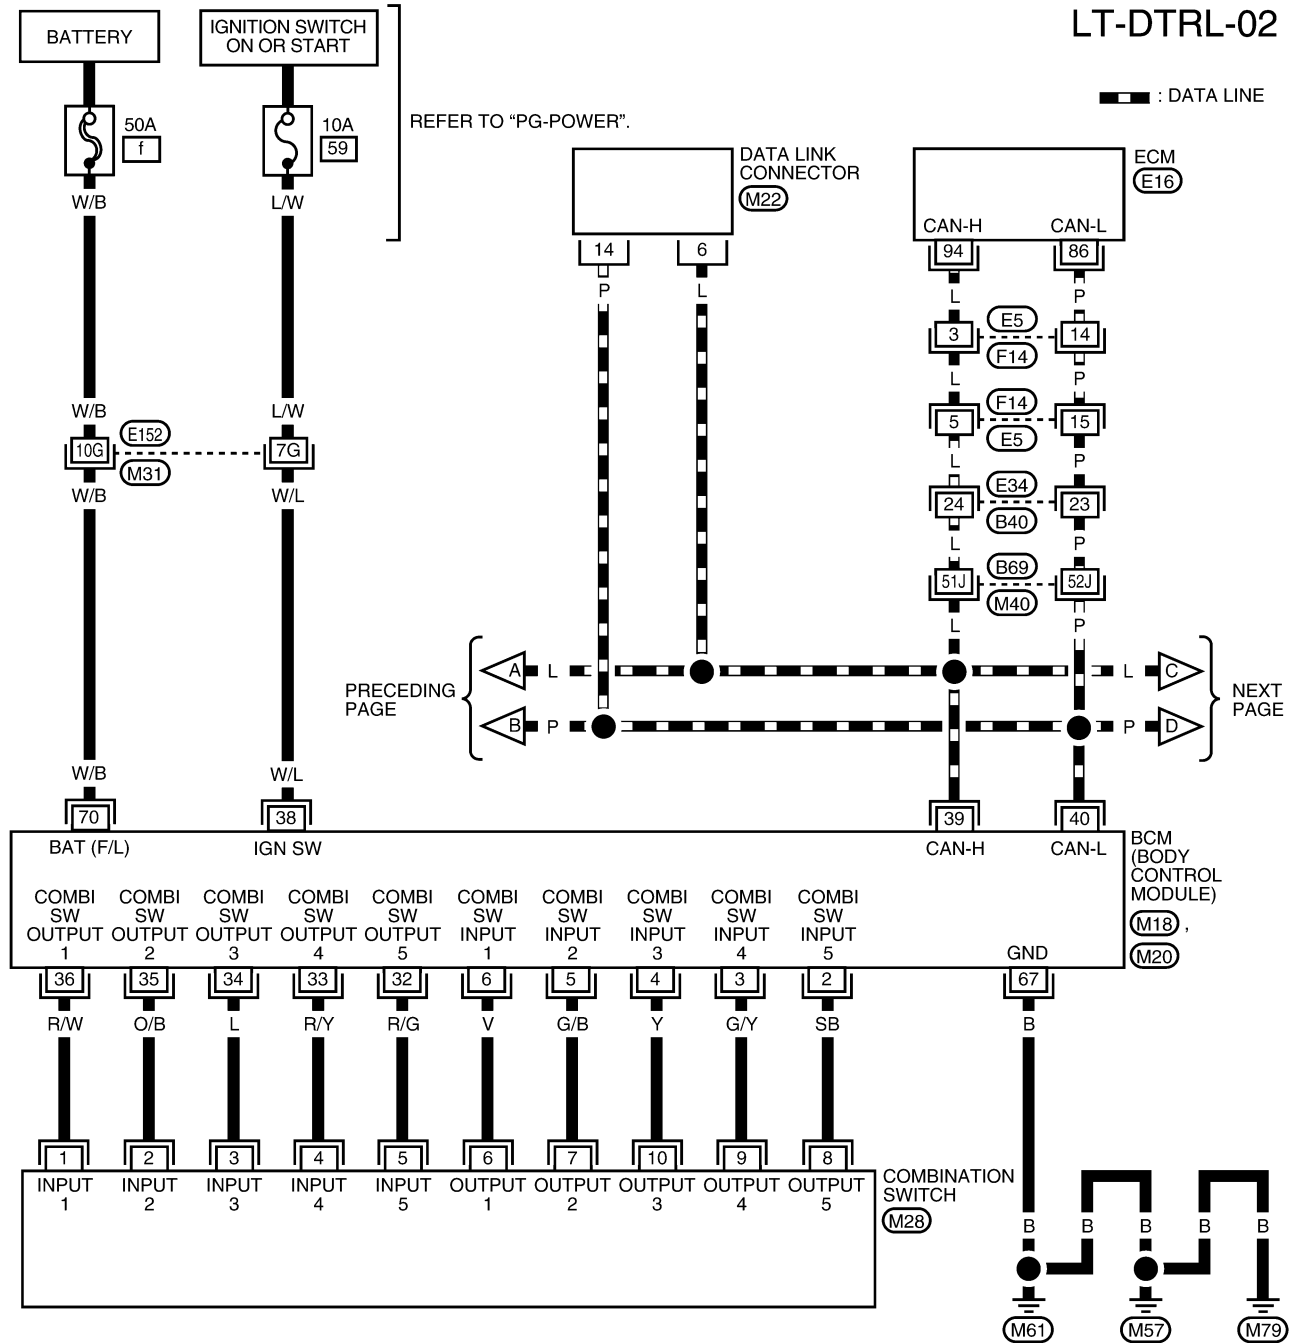 LT-DTRL-02
: DATA LINE
BATTERY
IGNITION SWITCH
ON OR START
50A
f
10A
59
REFER TO “PG-POWER”.
W/B
L/W
DATA LINK
CONNECTOR
M22
14
6
P
L
ECM
E16
CAN-H
CAN-L
94
86
L
P
3
E5
F14
14
L
P
5
F14
E5
15
L
P
24
E34
B40
23
L
P
51J
B69
M40
52J
L
P
W/B
L/W
10G
E152
M31
7G
W/B
W/L
PRECEDING
PAGE
A
L
B
P
L
C
P
D
NEXT
PAGE
W/B
W/L
70
38
39
40
BAT (F/L)
IGN SW
CAN-H
CAN-L
BCM
(BODY
CONTROL
MODULE)
M18 ,
M20
COMBI
SW
OUTPUT
1
COMBI
SW
OUTPUT
2
COMBI
SW
OUTPUT
3
COMBI
SW
OUTPUT
4
COMBI
SW
OUTPUT
5
COMBI
SW
INPUT
1
COMBI
SW
INPUT
2
COMBI
SW
INPUT
3
COMBI
SW
INPUT
4
COMBI
SW
INPUT
5
GND
36
35
34
33
32
6
5
4
3
2
67
R/W
O/B
L
R/Y
R/G
V
G/B
Y
G/Y
SB
B
1
2
3
4
5
6
7
10
9
8
INPUT
1
INPUT
2
INPUT
3
INPUT
4
INPUT
5
OUTPUT
1
OUTPUT
2
OUTPUT
3
OUTPUT
4
OUTPUT
5
COMBINATION
SWITCH
M28
B
B
B
B
B
M61
M57
M79